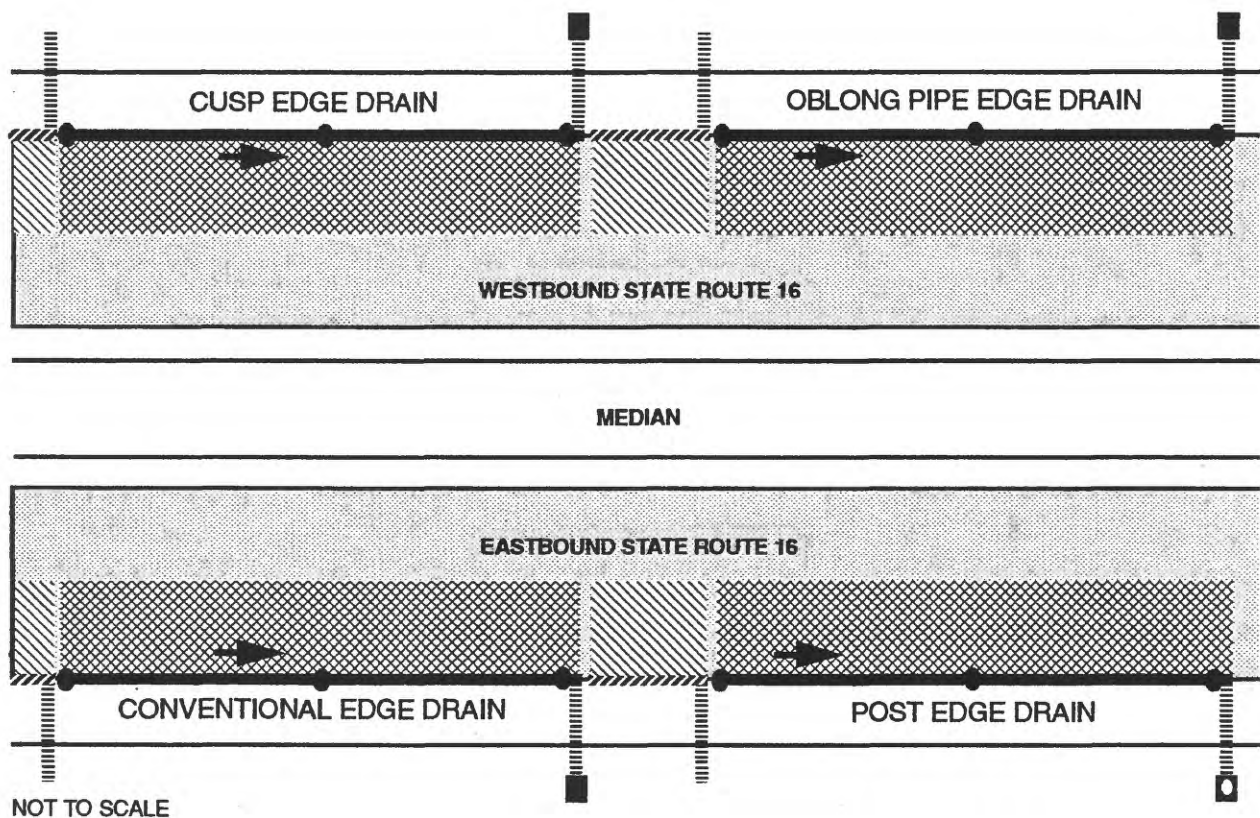 CUSP EDGE DRAIN
OBLONG PIPE EDGE DRAIN
WESTBOUND STATE ROUTE 16
MEDIAN
EASTBOUND STATE ROUTE 16
CONVENTIONAL EDGE DRAIN
POST EDGE DRAIN
NOT TO SCALE